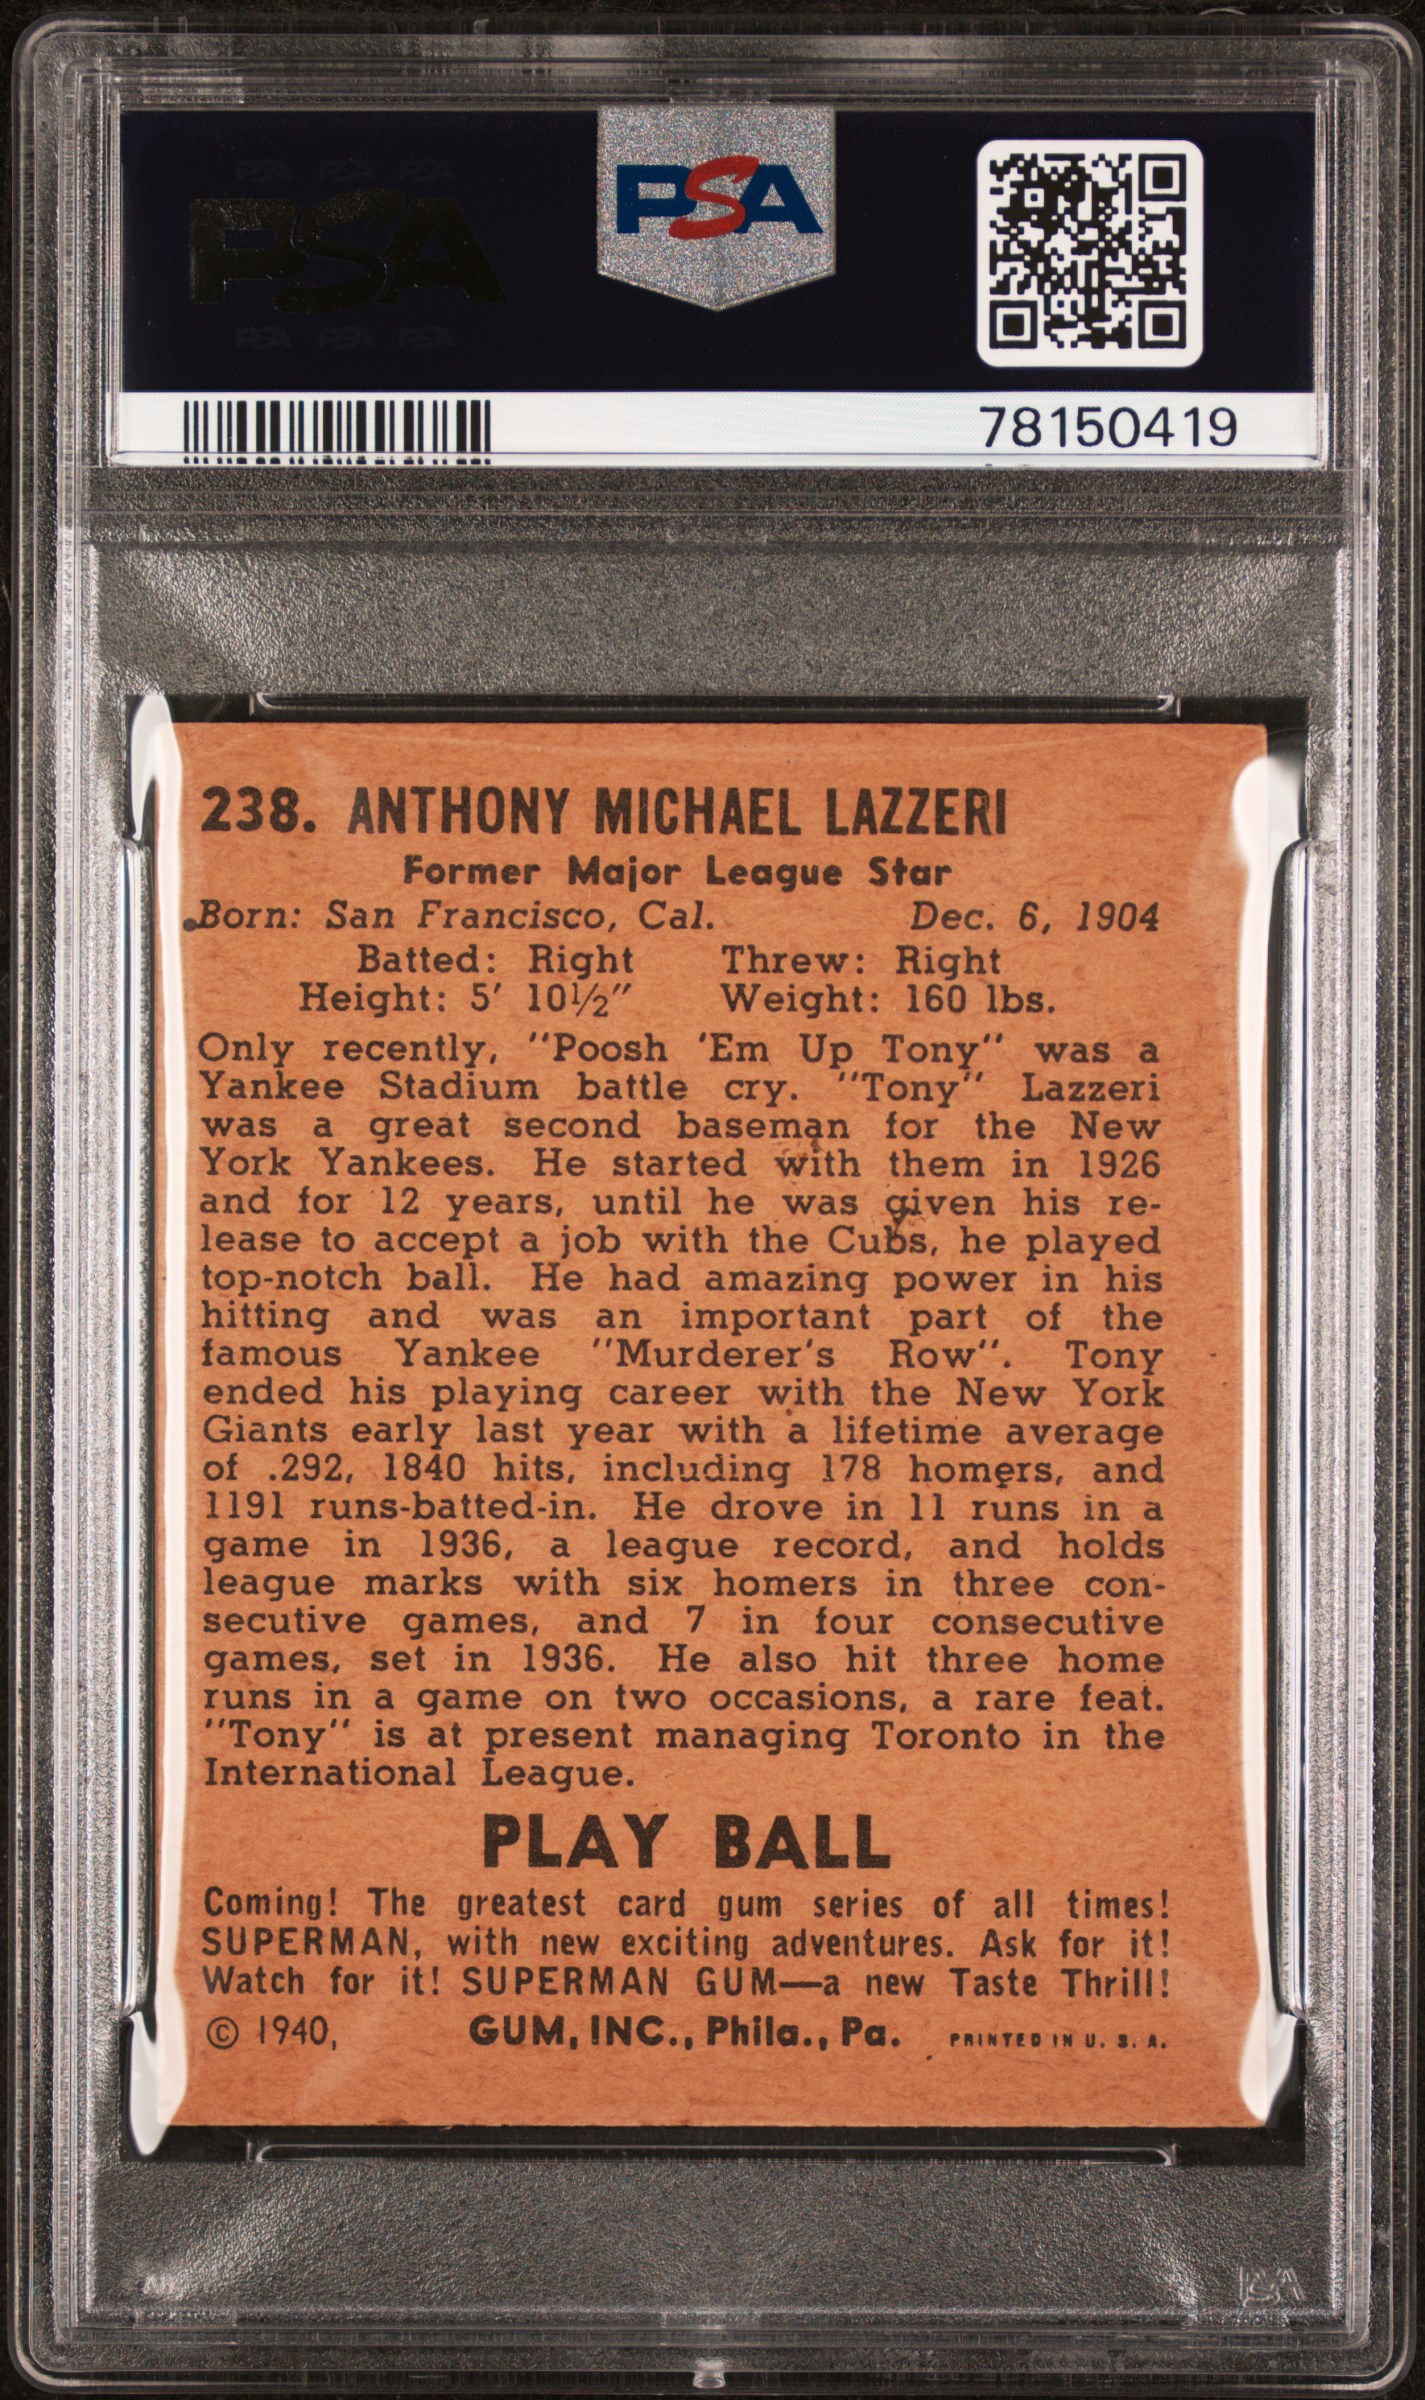 PSA PSA PSA
PSA
PSA PSA PSA
PSA
78150419
238. ANTHONY MICHAEL LAZZERI
Former Major League Star
Born: San Francisco, Cal. Dec. 6, 1904
Batted: Right Threw: Right
Height: 5' 10½" Weight: 160 lbs.
Only recently, "Poosh 'Em Up Tony" was a
Yankee Stadium battle cry. "Tony" Lazzeri
was a great second baseman for the New
York Yankees. He started with them in 1926
and for 12 years, until he was given his re-
lease to accept a job with the Cubs, he played
top-notch ball. He had amazing power in his
hitting and was an important part of the
famous Yankee "Murderer's Row". Tony
ended his playing career with the New York
Giants early last year with a lifetime average
of .292, 1840 hits, including 178 homers, and
1191 runs-batted-in. He drove in 11 runs in a
game in 1936, a league record, and holds
league marks with six homers in three con-
secutive games, and 7 in four consecutive
games, set in 1936. He also hit three home
runs in a game on two occasions, a rare feat.
"Tony" is at present managing Toronto in the
International League.
PLAY BALL
Coming! The greatest card gum series of all times!
SUPERMAN, with new exciting adventures. Ask for it!
Watch for it! SUPERMAN GUM—a new Taste Thrill!
© 1940, GUM, INC., Phila., Pa. PRINTED IN U. S. A.
PSA